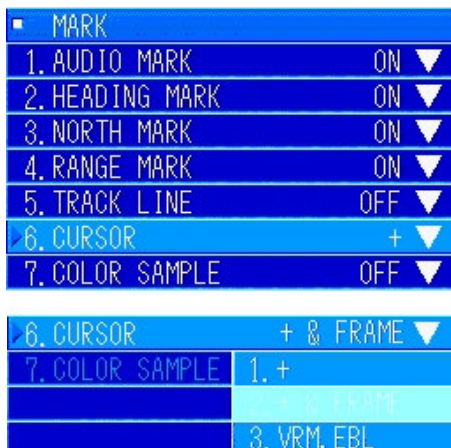 MARK
1. AUDIO MARK ON
2. HEADING MARK ON
3. NORTH MARK ON
4. RANGE MARK ON
5. TRACK LINE OFF
6. CURSOR +
7. COLOR SAMPLE OFF
6. CURSOR + & FRAME
7. COLOR SAMPLE 1. +
2. + & FRAME
3. VRM. EBL